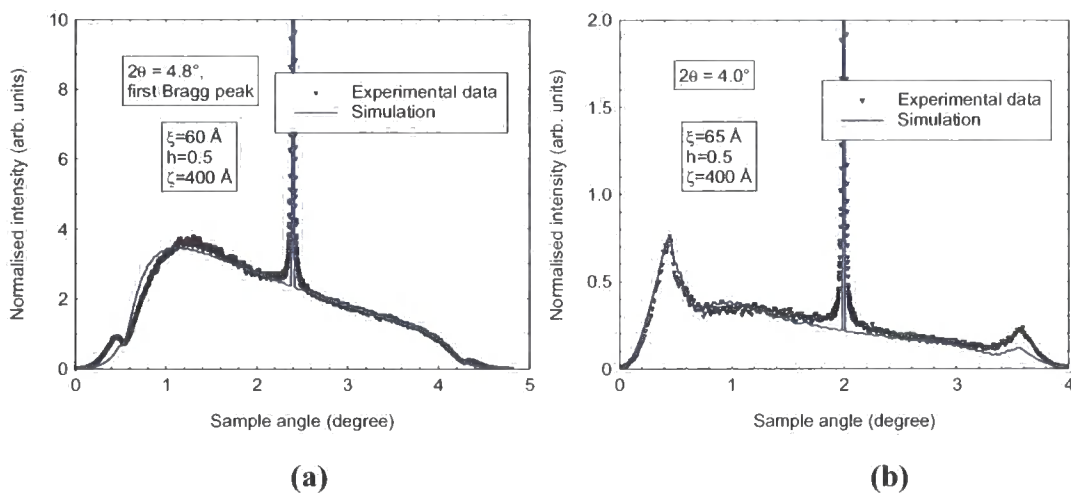 10
8
6
4
2
0
Normalised intensity (arb. units)
2θ = 4.8°,
first Bragg peak
Experimental data
Simulation
ξ=60 Å
h=0.5
ζ=400 Å
0 1 2 3 4 5
Sample angle (degree)
(a)
2.0
1.5
1.0
0.5
0.0
Normalised intensity (arb. units)
2θ = 4.0°
Experimental data
Simulation
ξ=65 Å
h=0.5
ζ=400 Å
0 1 2 3 4
Sample angle (degree)
(b)